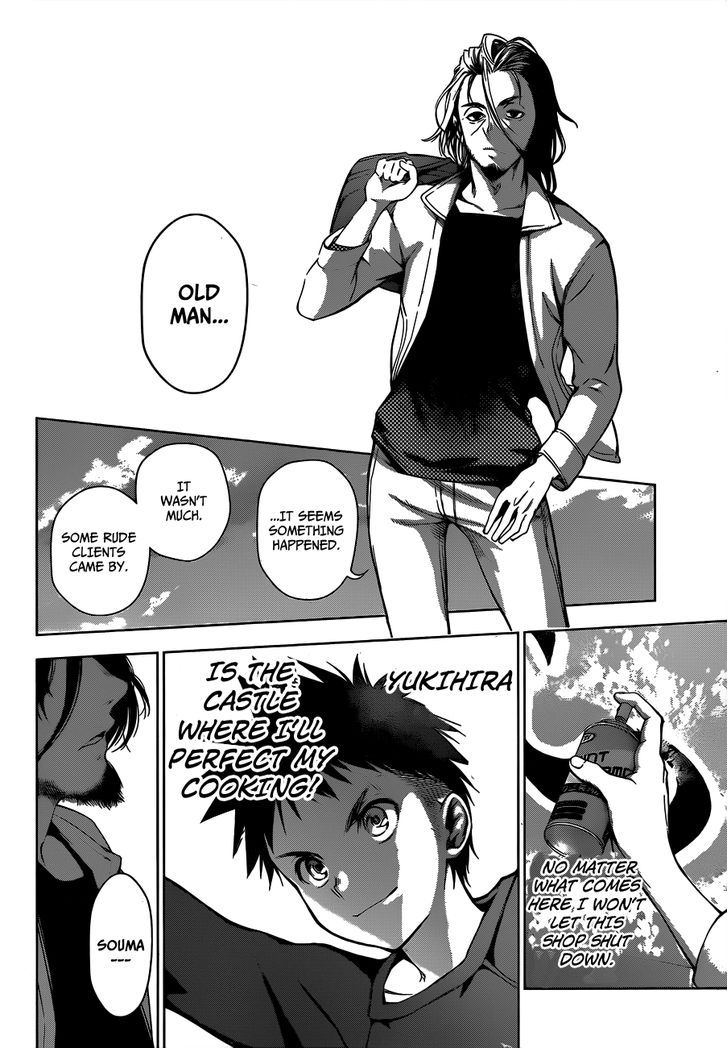 OLD
MAN...
...IT SEEMS
SOMETHING
HAPPENED.
IT
WASN'T
MUCH.
SOME RUDE
CLIENTS
CAME BY.
NO MATTER
WHAT COMES
HERE, I WON'T
LET THIS
SHOP SHUT
DOWN.
YUKIHIRA
IS THE
CASTLE
WHERE I'LL
PERFECT MY
COOKING!
SOUMA
---